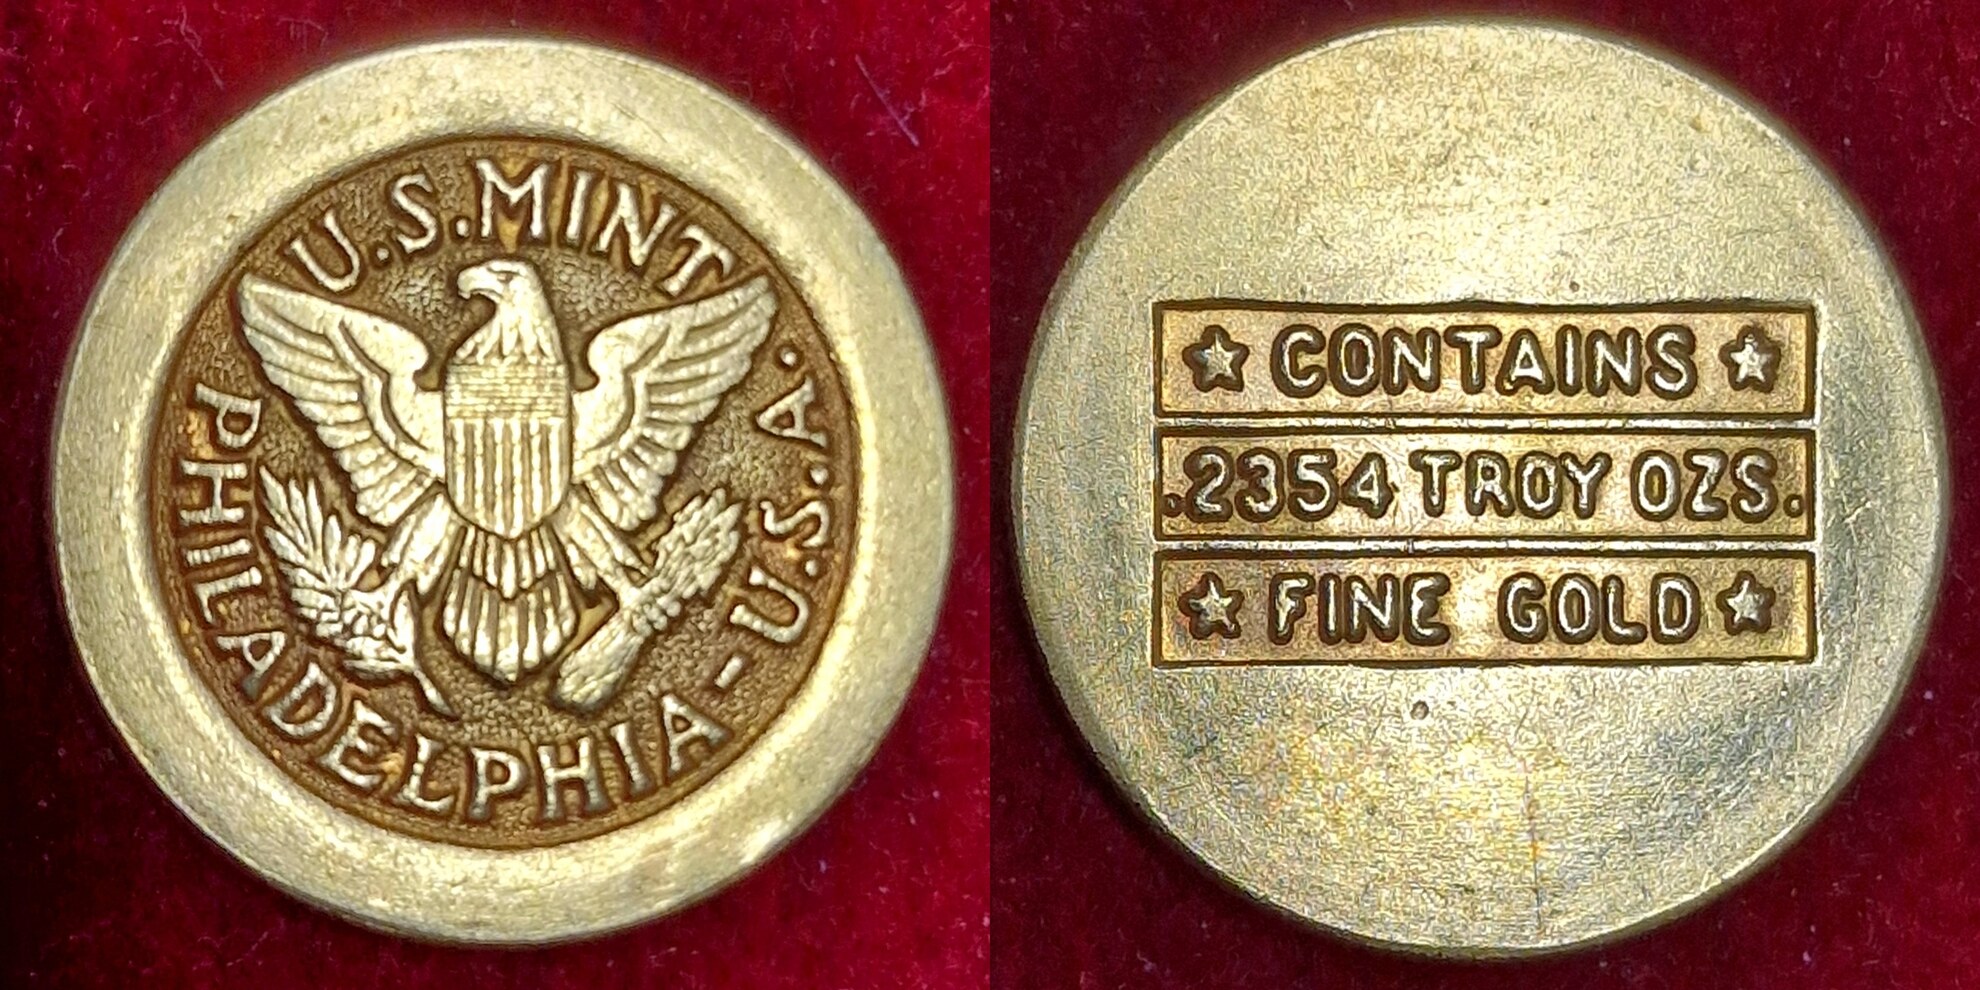 U.S. MINT
PHILADELPHIA - U.S.A.
★ CONTAINS ★
.2354 TROY OZS.
★ FINE GOLD ★